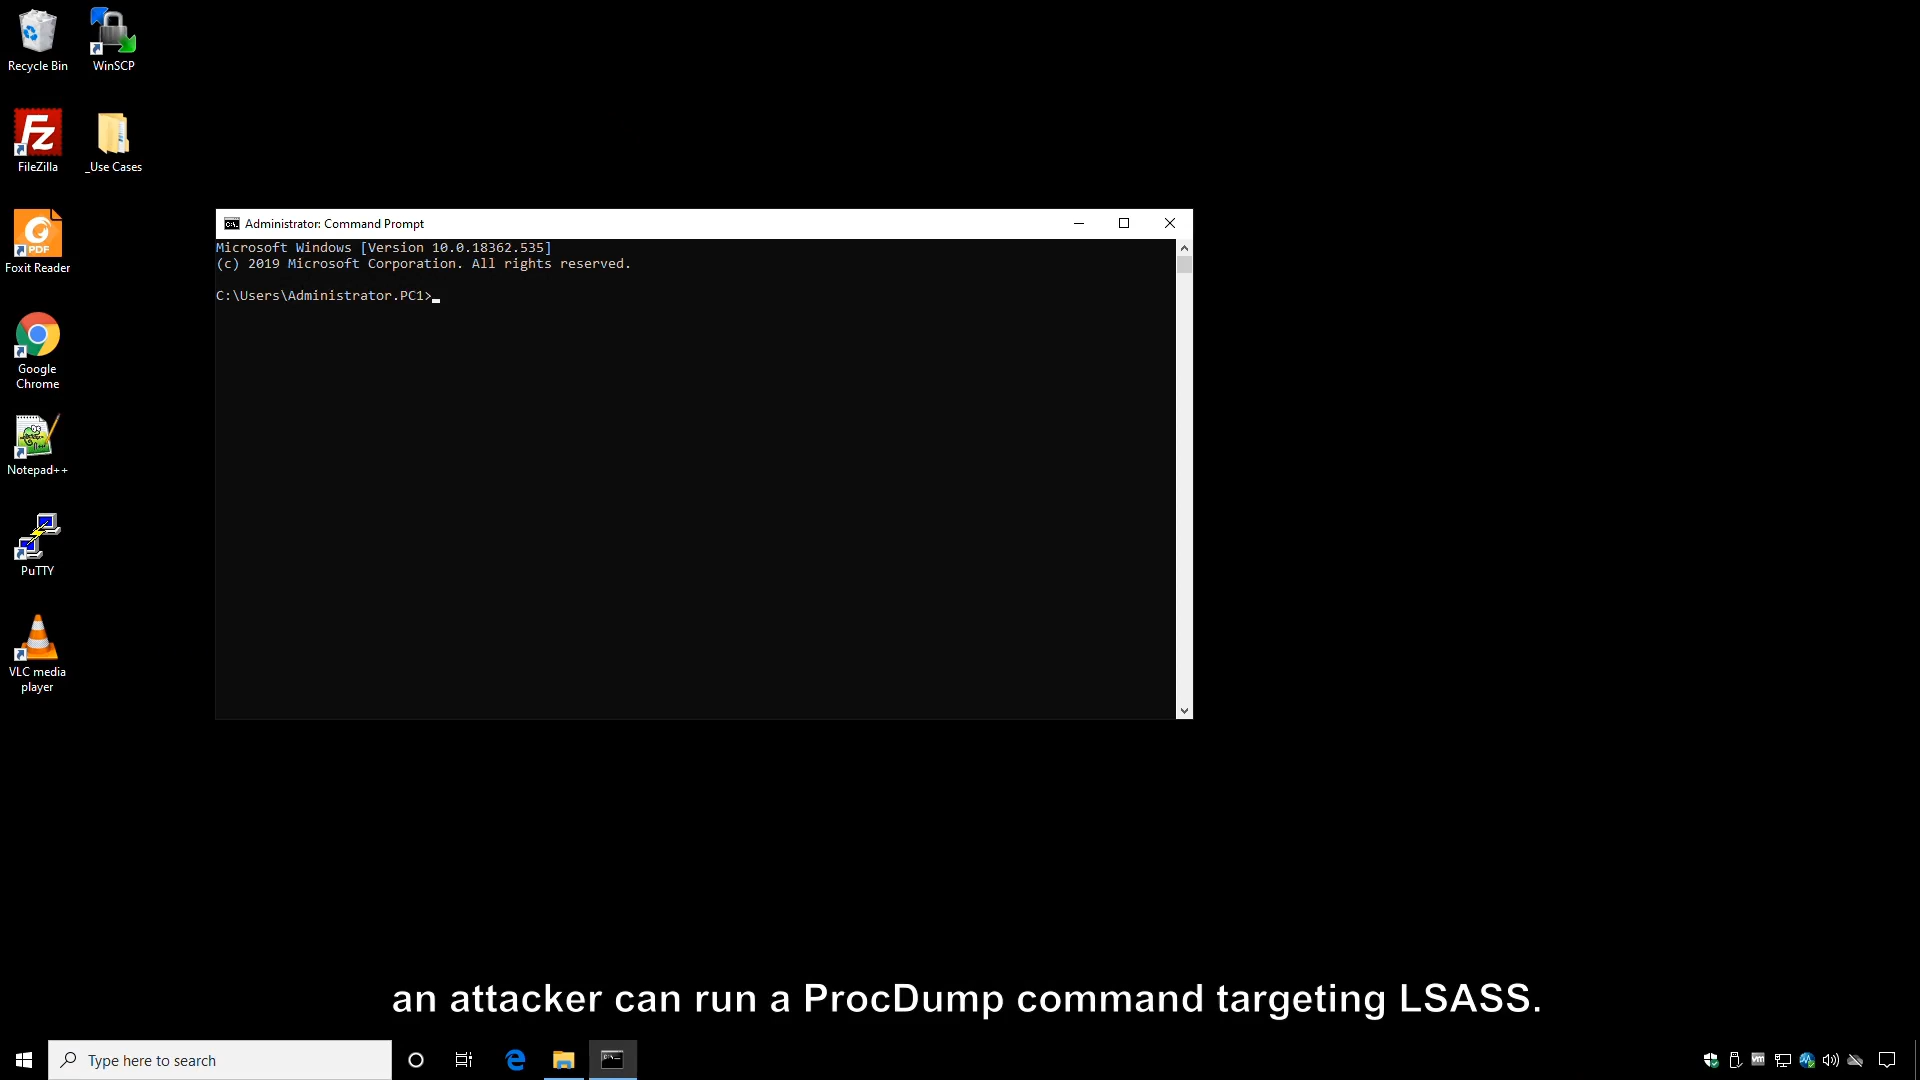 Recycle Bin
WinSCP
FileZilla
_Use Cases
PDF
Foxit Reader
Google
Chrome
Notepad++
PuTTY
VLC media
player
Administrator: Command Prompt
Microsoft Windows [Version 10.0.18362.535]
(c) 2019 Microsoft Corporation. All rights reserved.
C:\Users\Administrator.PC1>
an attacker can run a ProcDump command targeting LSASS.
Type here to search